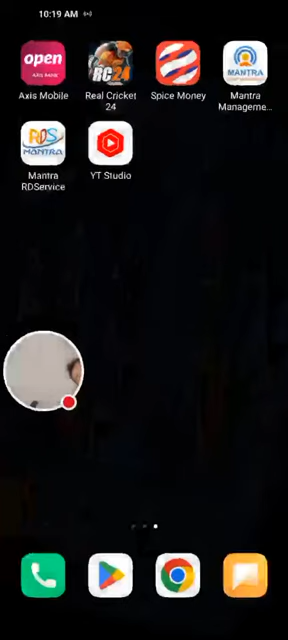 10:19 AM
open
AXIS BANK
RC24
MANTRA
Axis Mobile
Real Cricket 24
Spice Money
Mantra Manageme...
RDS
MANTRA
Mantra RDService
YT Studio